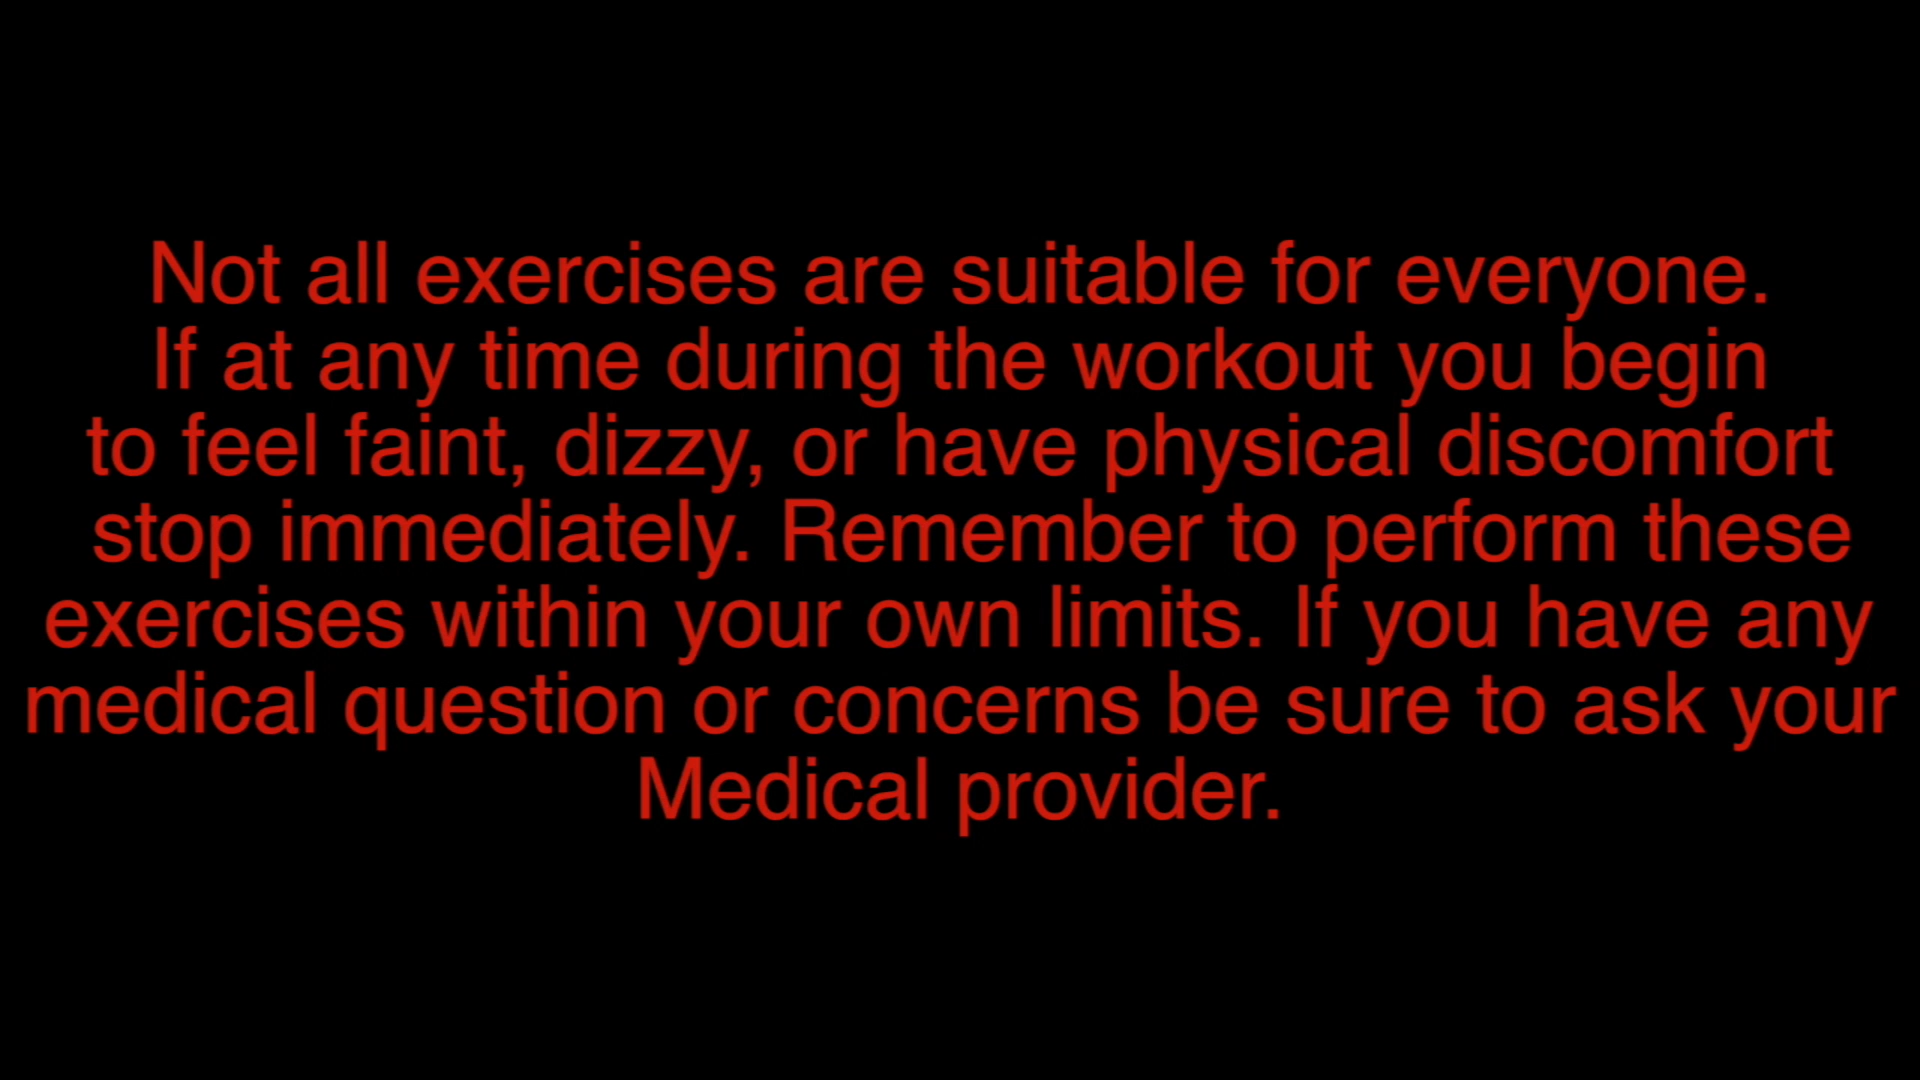 Not all exercises are suitable for everyone.
If at any time during the workout you begin
to feel faint, dizzy, or have physical discomfort
stop immediately. Remember to perform these
exercises within your own limits. If you have any
medical question or concerns be sure to ask your
Medical provider.